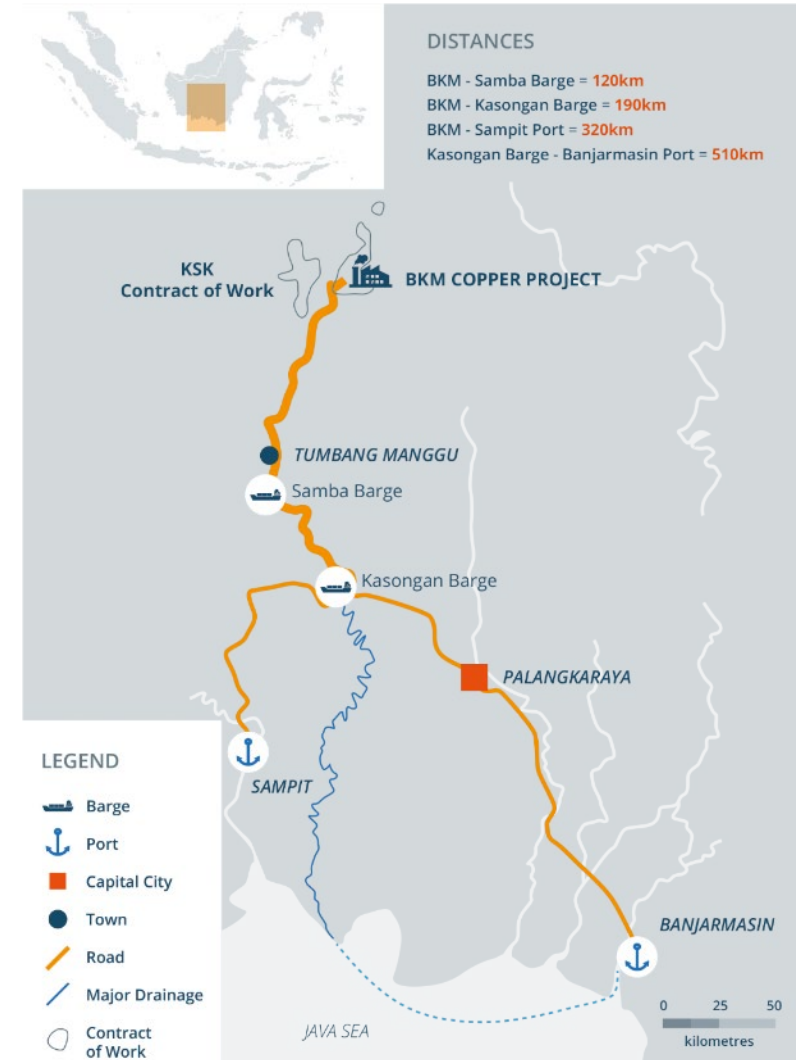 DISTANCES
BKM - Samba Barge = 120km
BKM - Kasongan Barge = 190km
BKM - Sampit Port = 320km
Kasongan Barge - Banjarmasin Port = 510km
KSK
Contract of Work
BKM COPPER PROJECT
TUMBANG MANGGU
Samba Barge
Kasongan Barge
PALANGKARAYA
SAMPIT
BANJARMASIN
JAVA SEA
LEGEND
Barge
Port
Capital City
Town
Road
Major Drainage
Contract
of Work
0 25 50
kilometres